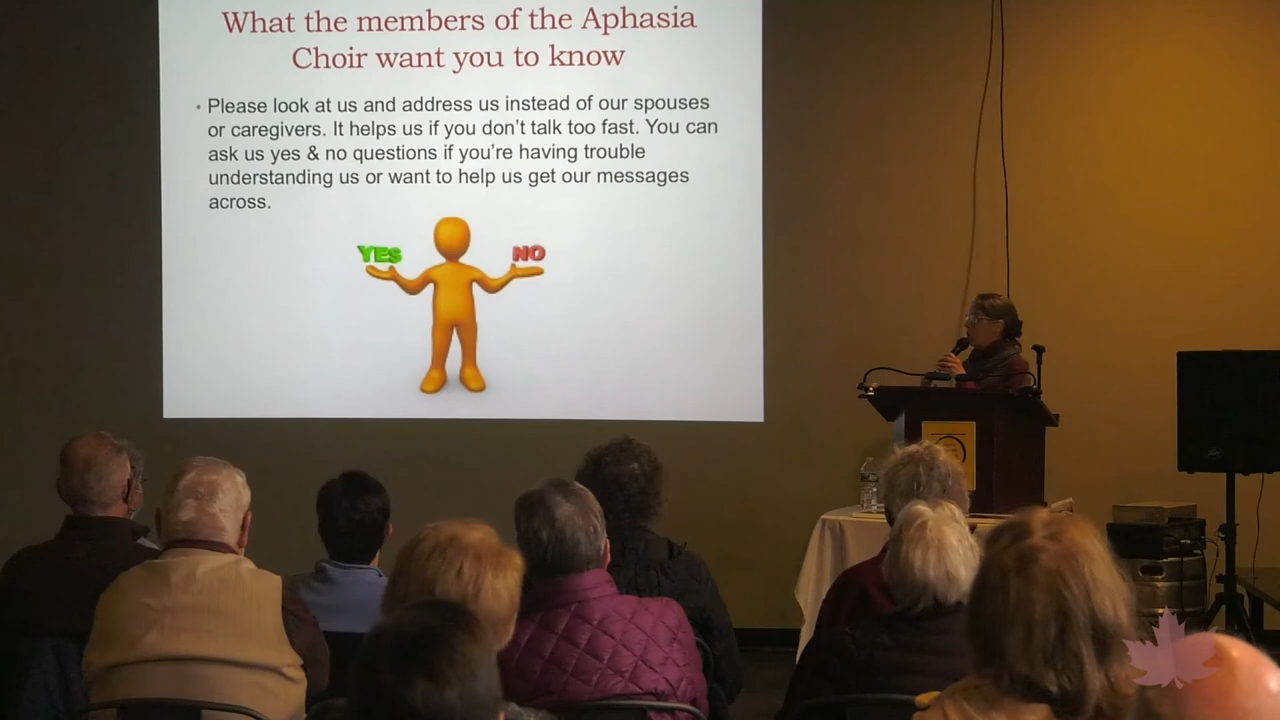 What the members of the Aphasia
Choir want you to know
• Please look at us and address us instead of our spouses
or caregivers. It helps us if you don't talk too fast. You can
ask us yes & no questions if you're having trouble
understanding us or want to help us get our messages
across.
YES
NO